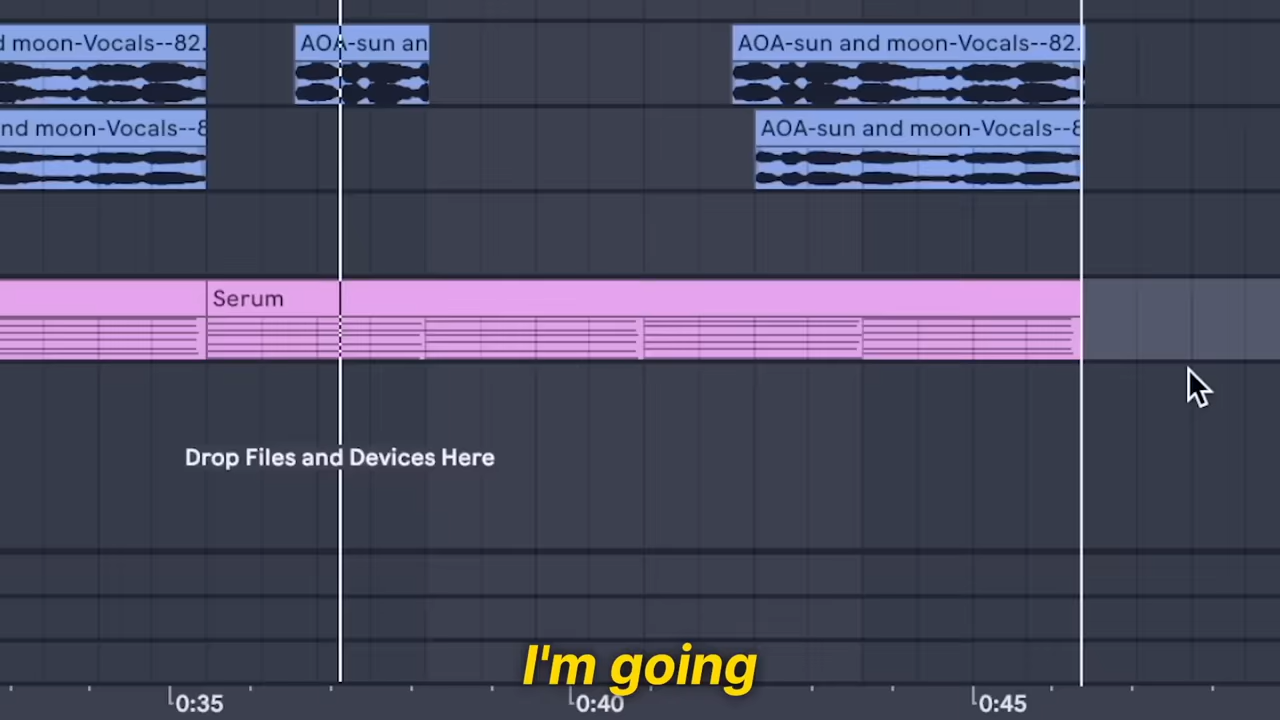 d moon-Vocals--82.
AOA-sun an
AOA-sun and moon-Vocals--82.
nd moon-Vocals--8
AOA-sun and moon-Vocals--8
Serum
Drop Files and Devices Here
I'm going
0:35
0:40
0:45